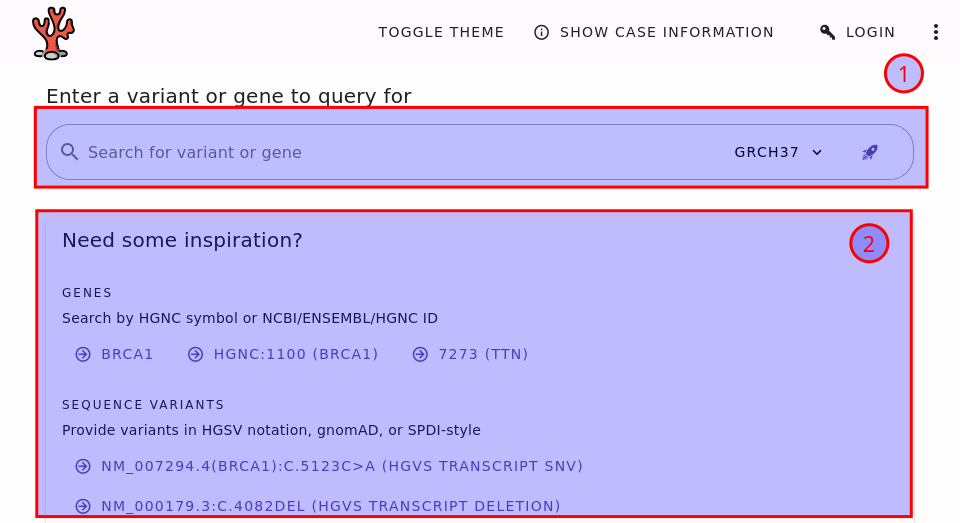 TOGGLE THEME SHOW CASE INFORMATION LOGIN
1
Enter a variant or gene to query for
Search for variant or gene GRCH37
Need some inspiration?
2
GENES
Search by HGNC symbol or NCBI/ENSEMBL/HGNC ID
BRCA1 HGNC:1100 (BRCA1) 7273 (TTN)
SEQUENCE VARIANTS
Provide variants in HGSV notation, gnomAD, or SPDI-style
NM_007294.4(BRCA1):C.5123C>A (HGVS TRANSCRIPT SNV)
NM_000179.3:C.4082DEL (HGVS TRANSCRIPT DELETION)